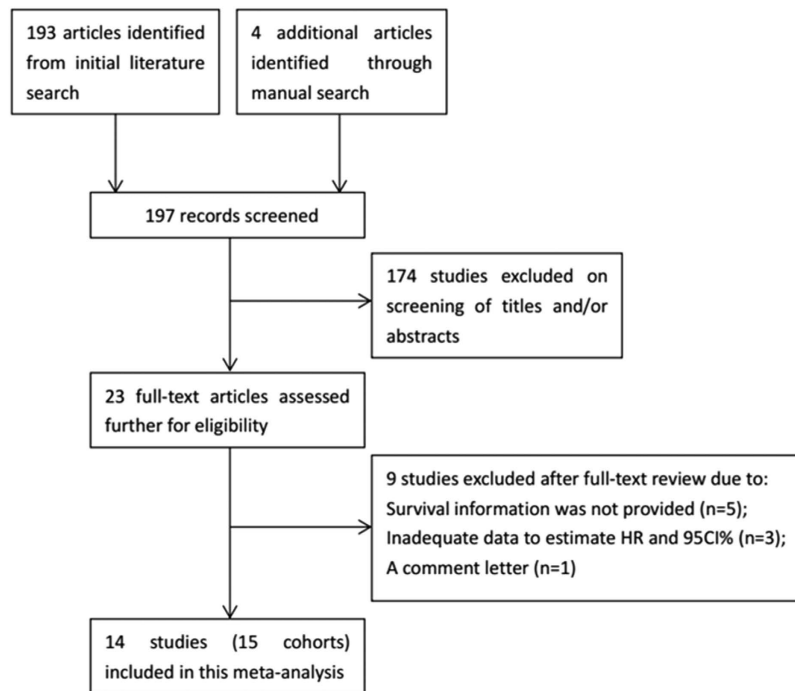 193 articles identified
from initial literature
search
4 additional articles
identified through
manual search
197 records screened
174 studies excluded on
screening of titles and/or
abstracts
23 full-text articles assessed
further for eligibility
9 studies excluded after full-text review due to:
Survival information was not provided (n=5);
Inadequate data to estimate HR and 95CI% (n=3);
A comment letter (n=1)
14 studies (15 cohorts)
included in this meta-analysis